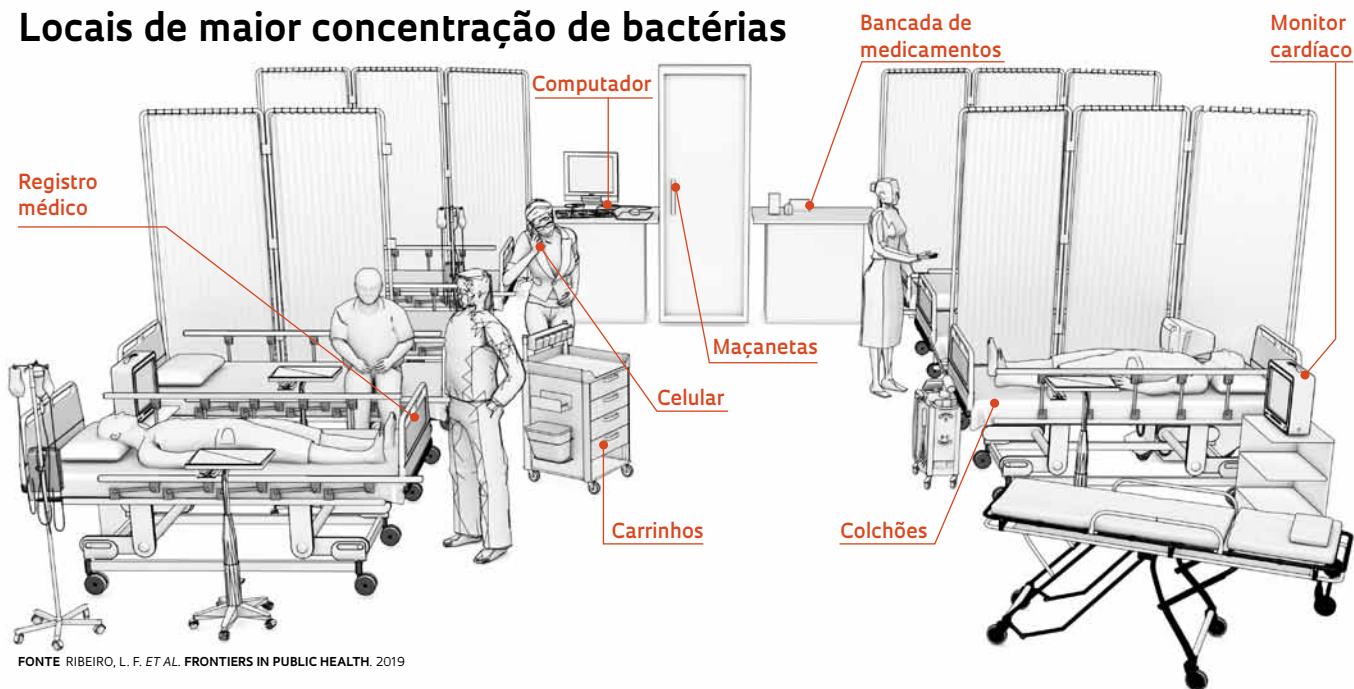 Locais de maior concentração de bactérias
Bancada de
medicamentos
Monitor
cardíaco
Computador
Registro
médico
Maçanetas
Celular
Carrinhos
Colchões
FONTE RIBEIRO, L. F. ET AL. FRONTIERS IN PUBLIC HEALTH. 2019